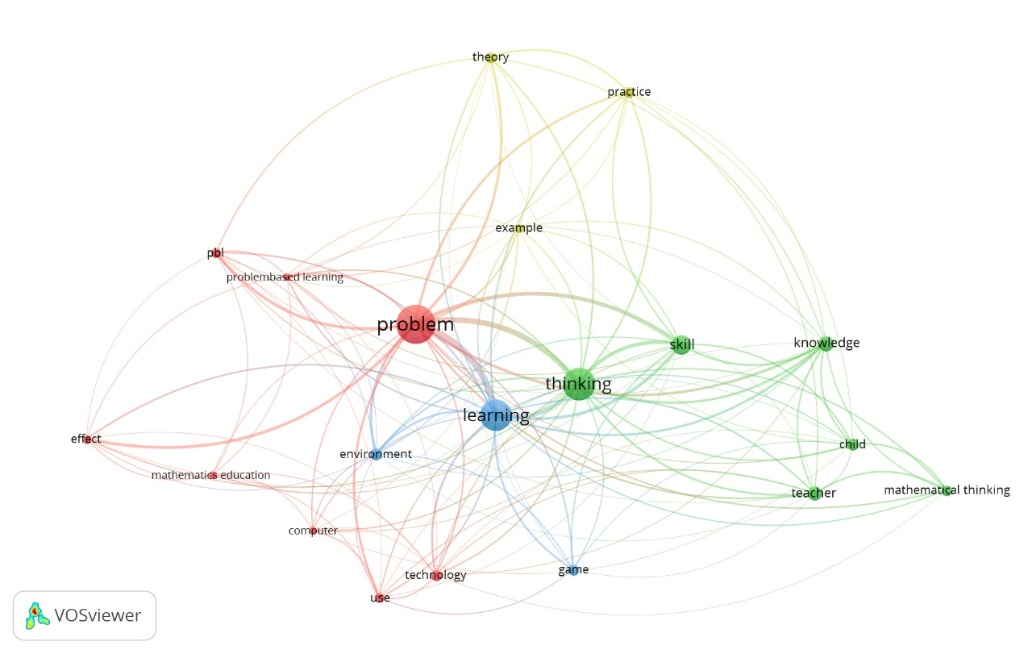 theory
practice
example
pbl
problembased learning
problem
skill
knowledge
thinking
learning
effect
environment
child
mathematics education
teacher
mathematical thinking
computer
technology
game
use
VOSviewer